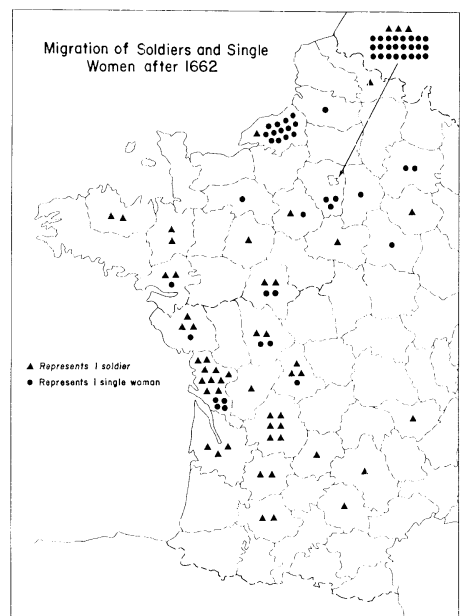 Migration of Soldiers and Single
Women after 1662
▲ Represents 1 soldier
● Represents 1 single woman